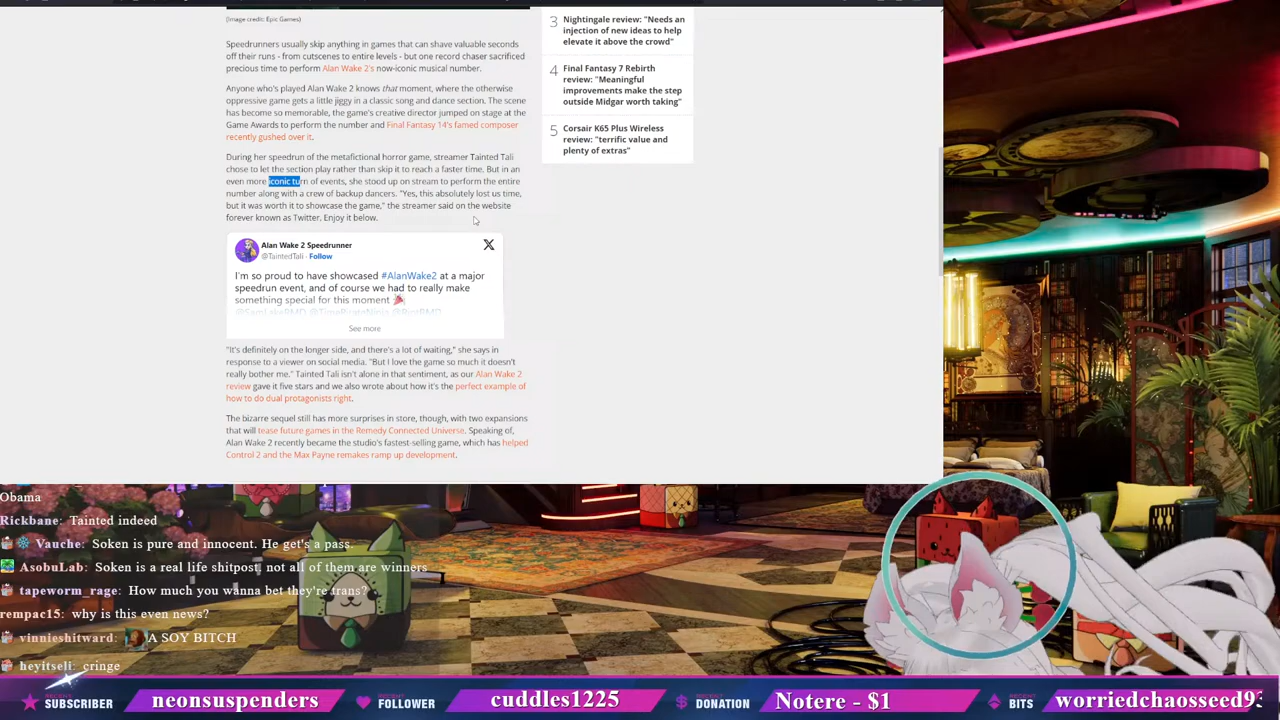 (Image credit: Epic Games)
Speedrunners usually skip anything in games that can shave valuable seconds
off their runs - from cutscenes to entire levels - but one record chaser sacrificed
precious time to perform Alan Wake 2's now-iconic musical number.
Anyone who's played Alan Wake 2 knows that moment, where the otherwise
oppressive game gets a little jiggy in a classic song and dance section. The scene
has become so memorable, the game's creative director jumped on stage at the
Game Awards to perform the number and Final Fantasy 14's famed composer
recently gushed over it.
During her speedrun of the metafictional horror game, streamer Tainted Tali
chose to let the section play rather than skip it to reach a faster time. But in an
even more iconic turn of events, she stood up on stream to perform the entire
number along with a crew of backup dancers. "Yes, this absolutely lost us time,
but it was worth it to showcase the game," the streamer said on the website
forever known as Twitter. Enjoy it below.
Alan Wake 2 Speedrunner
@TaintedTali · Follow
I'm so proud to have showcased #AlanWake2 at a major
speedrun event, and of course we had to really make
something special for this moment
@SamLakeRMD @TimePirateNinja @RiotRMD
See more
"It's definitely on the longer side, and there's a lot of waiting," she says in
response to a viewer on social media. "But I love the game so much it doesn't
really bother me." Tainted Tali isn't alone in that sentiment, as our Alan Wake 2
review gave it five stars and we also wrote about how it's the perfect example of
how to do dual protagonists right.
The bizarre sequel still has more surprises in store, though, with two expansions
that will tease future games in the Remedy Connected Universe. Speaking of,
Alan Wake 2 recently became the studio's fastest-selling game, which has helped
Control 2 and the Max Payne remakes ramp up development.
3 Nightingale review: "Needs an
injection of new ideas to help
elevate it above the crowd"
4 Final Fantasy 7 Rebirth
review: "Meaningful
improvements make the step
outside Midgar worth taking"
5 Corsair K65 Plus Wireless
review: "terrific value and
plenty of extras"
Obama
Rickbane: Tainted indeed
Vauche: Soken is pure and innocent. He get's a pass.
AsobuLab: Soken is a real life shitpost, not all of them are winners
tapeworm_rage: How much you wanna bet they're trans?
rempac15: why is this even news?
vinnieshitward: A SOY BITCH
heyitseli: cringe
RECENT SUBSCRIBER neonsuspenders
RECENT FOLLOWER cuddles1225
RECENT DONATION Notere - $1
RECENT BITS